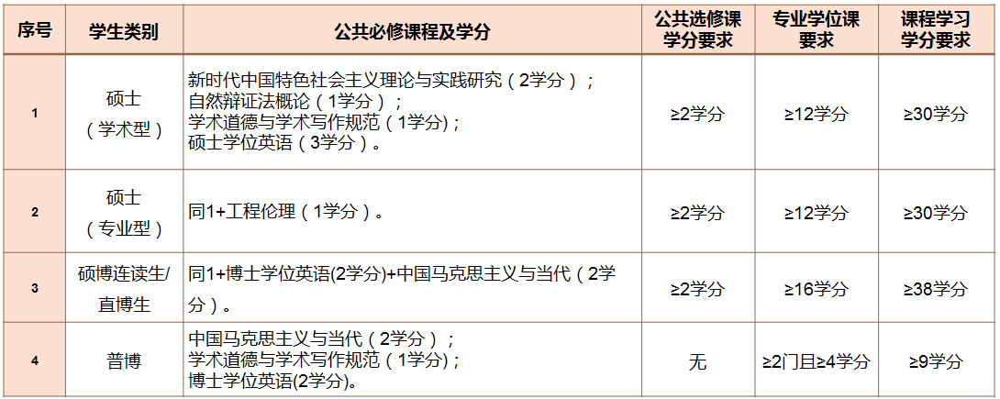 序号 学生类别 公共必修课程及学分 公共选修课 专业学位课 课程学习
学分要求 要求 学分要求
1 硕士
（学术型） 新时代中国特色社会主义理论与实践研究（2学分）；
自然辩证法概论（1学分）；
学术道德与学术写作规范（1学分)；
硕士学位英语（3学分）。 ≥2学分 ≥12学分 ≥30学分
2 硕士
（专业型） 同1+工程伦理（1学分）。 ≥2学分 ≥12学分 ≥30学分
3 硕博连读生/
直博生 同1+博士学位英语(2学分)+中国马克思主义与当代（2学
分）。 ≥2学分 ≥16学分 ≥38学分
4 普博 中国马克思主义与当代（2学分）；
学术道德与学术写作规范（1学分)；
博士学位英语(2学分)。 无 ≥2门且≥4学分 ≥9学分